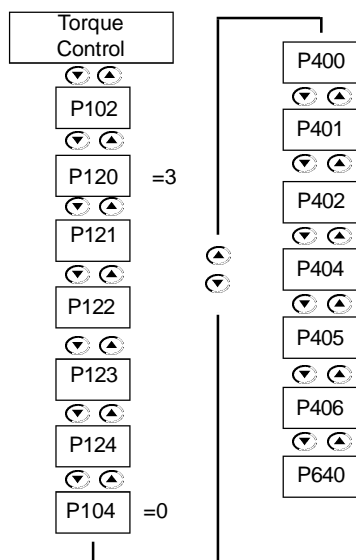 Torque
Control
P102
P120 =3
P121
P122
P123
P124
P104 =0
P400
P401
P402
P404
P405
P406
P640